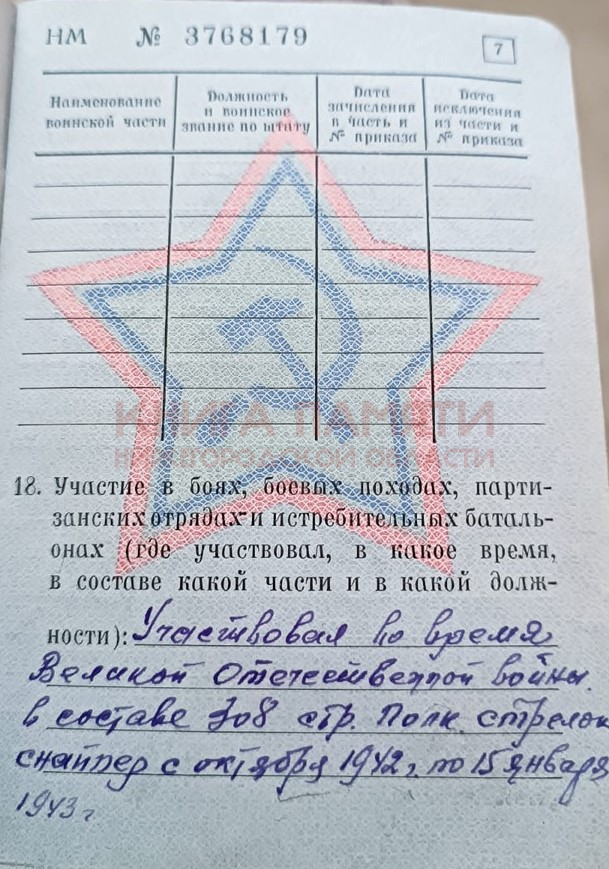 НМ № 3768179
7
Наименование воинской части
Должность и воинское звание по штату
Дата зачисления в часть и № приказа
Дата исключения из части и № приказа
КНИГА ПАМЯТИ
НИЖЕГОРОДСКОЙ ОБЛАСТИ
18. Участие в боях, боевых походах, парти-
занских отрядах и истребительных баталь-
онах (где участвовал, в какое время,
в составе какой части и в какой долж-
ности): Участвовал во время
Великой Отечественной войны
в составе стр. Полк стрелок
снайпер с октября 1942 г. по 15 января
1943 г